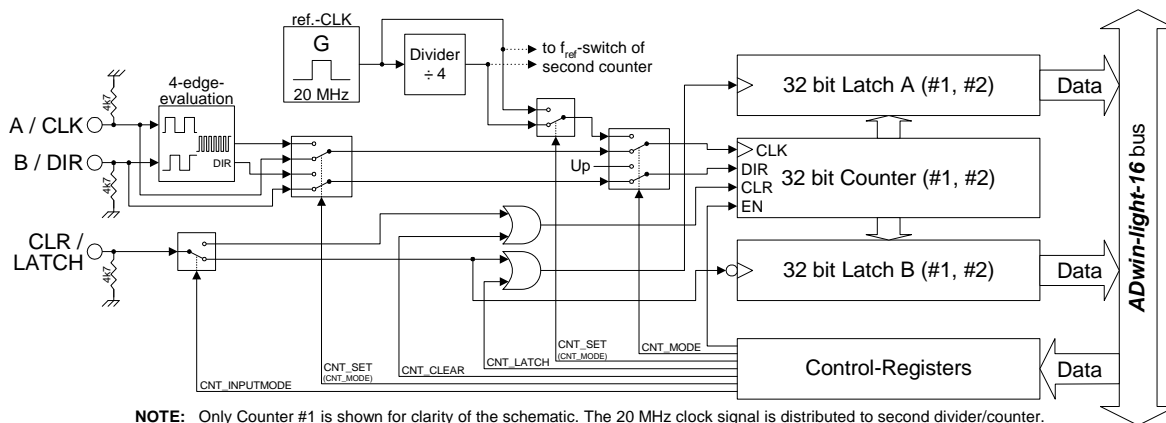 ref.-CLK
G
20 MHz
Divider
÷ 4
to fref-switch of
second counter
4-edge-
evaluation
DIR
4k7
A / CLK
B / DIR
4k7
CLR /
LATCH
4k7
Up
32 bit Latch A (#1, #2)
Data
CLK
DIR
CLR
EN
32 bit Counter (#1, #2)
32 bit Latch B (#1, #2)
Data
Control-Registers
Data
ADwin-light-16 bus
CNT_INPUTMODE
CNT_SET
(CNT_MODE)
CNT_CLEAR
CNT_LATCH
CNT_SET
(CNT_MODE)
CNT_MODE
NOTE: Only Counter #1 is shown for clarity of the schematic. The 20 MHz clock signal is distributed to second divider/counter.